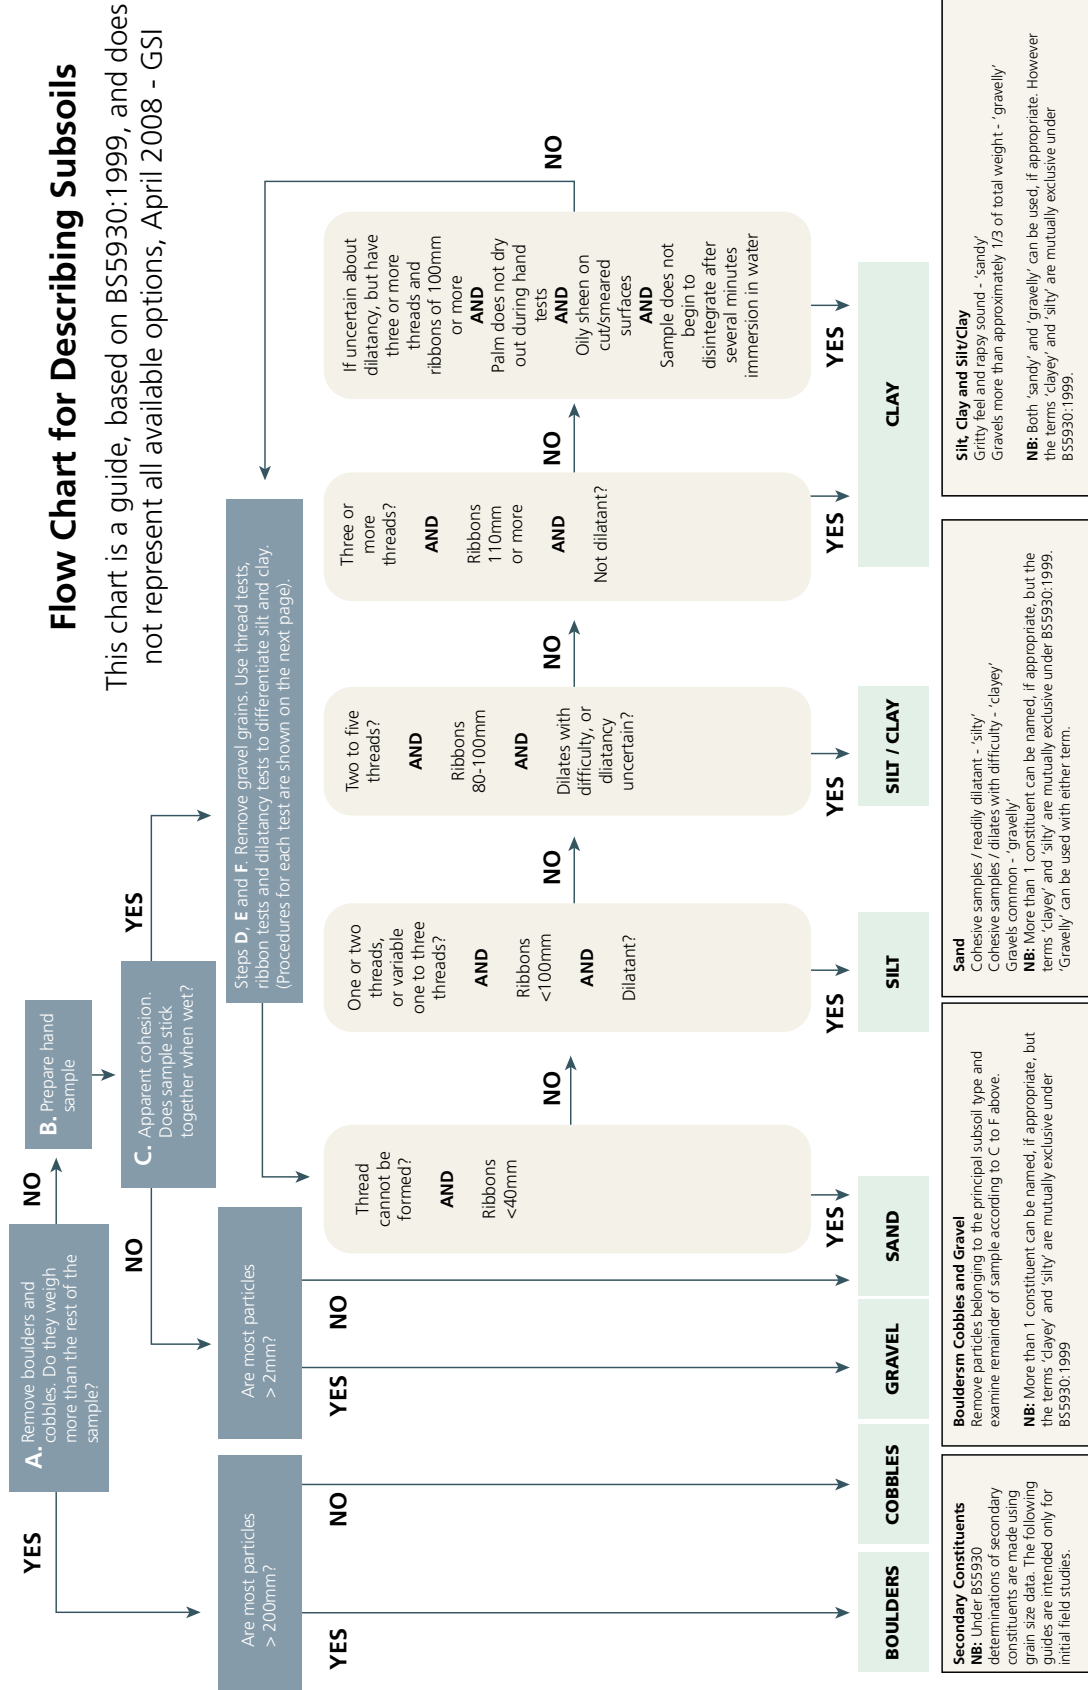 Flow Chart for Describing Subsoils
This chart is a guide, based on BS5930:1999, and does
not represent all available options, April 2008 - GSI
A. Remove boulders and
cobbles. Do they weigh
more than the rest of the
sample?
YES
NO
B. Prepare hand
sample
C. Apparent cohesion.
Does sample stick
together when wet?
NO
YES
Are most particles
> 200mm?
Are most particles
> 2mm?
Steps D, E and F. Remove gravel grains. Use thread tests,
ribbon tests and dilatancy tests to differentiate silt and clay.
(Procedures for each test are shown on the next page).
YES
NO
YES
NO
Thread
cannot be
formed?
AND
Ribbons
<40mm
NO
One or two
threads,
or variable
one to three
threads?
AND
Ribbons
<100mm
AND
Dilatant?
NO
Two to five
threads?
AND
Ribbons
80-100mm
AND
Dilates with
difficulty, or
dliatancy
uncertain?
NO
Three or
more
threads?
AND
Ribbons
110mm
or more
AND
Not dilatant?
NO
If uncertain about
dilatancy, but have
three or more
threads and
ribbons of 100mm
or more
AND
Palm does not dry
out during hand
tests
AND
Oily sheen on
cut/smeared
surfaces
AND
Sample does not
begin to
disintegrate after
several minutes
immersion in water
NO
YES
YES
YES
YES
YES
BOULDERS
COBBLES
GRAVEL
SAND
SILT
SILT / CLAY
CLAY
Secondary Constituents
NB: Under BS5930
determinations of secondary
constituents are made using
grain size data. The following
guides are intended only for
initial field studies.
Bouldersm Cobbles and Gravel
Remove particles belonging to the principal subsoil type and
examine remainder of sample according to C to F above.
NB: More than 1 constituent can be named, if appropriate, but
the terms ‘clayey’ and ‘silty’ are mutually exclusive under
BS5930:1999
Sand
Cohesive samples / readily dilatant - ‘silty’
Cohesive samples / dilates with difficulty - ‘clayey’
Gravels common - ‘gravelly’
NB: More than 1 constituent can be named, if appropriate, but the
terms ‘clayey’ and ‘silty’ are mutually exclusive under BS5930:1999.
‘Gravelly’ can be used with either term.
Silt, Clay and Silt/Clay
Gritty feel and rapsy sound - ‘sandy’
Gravels more than approximately 1/3 of total weight - ‘gravelly’
NB: Both ‘sandy’ and ‘gravelly’ can be used, if appropriate. However
the terms ‘clayey’ and ‘silty’ are mutually exclusive under
BS5930:1999.